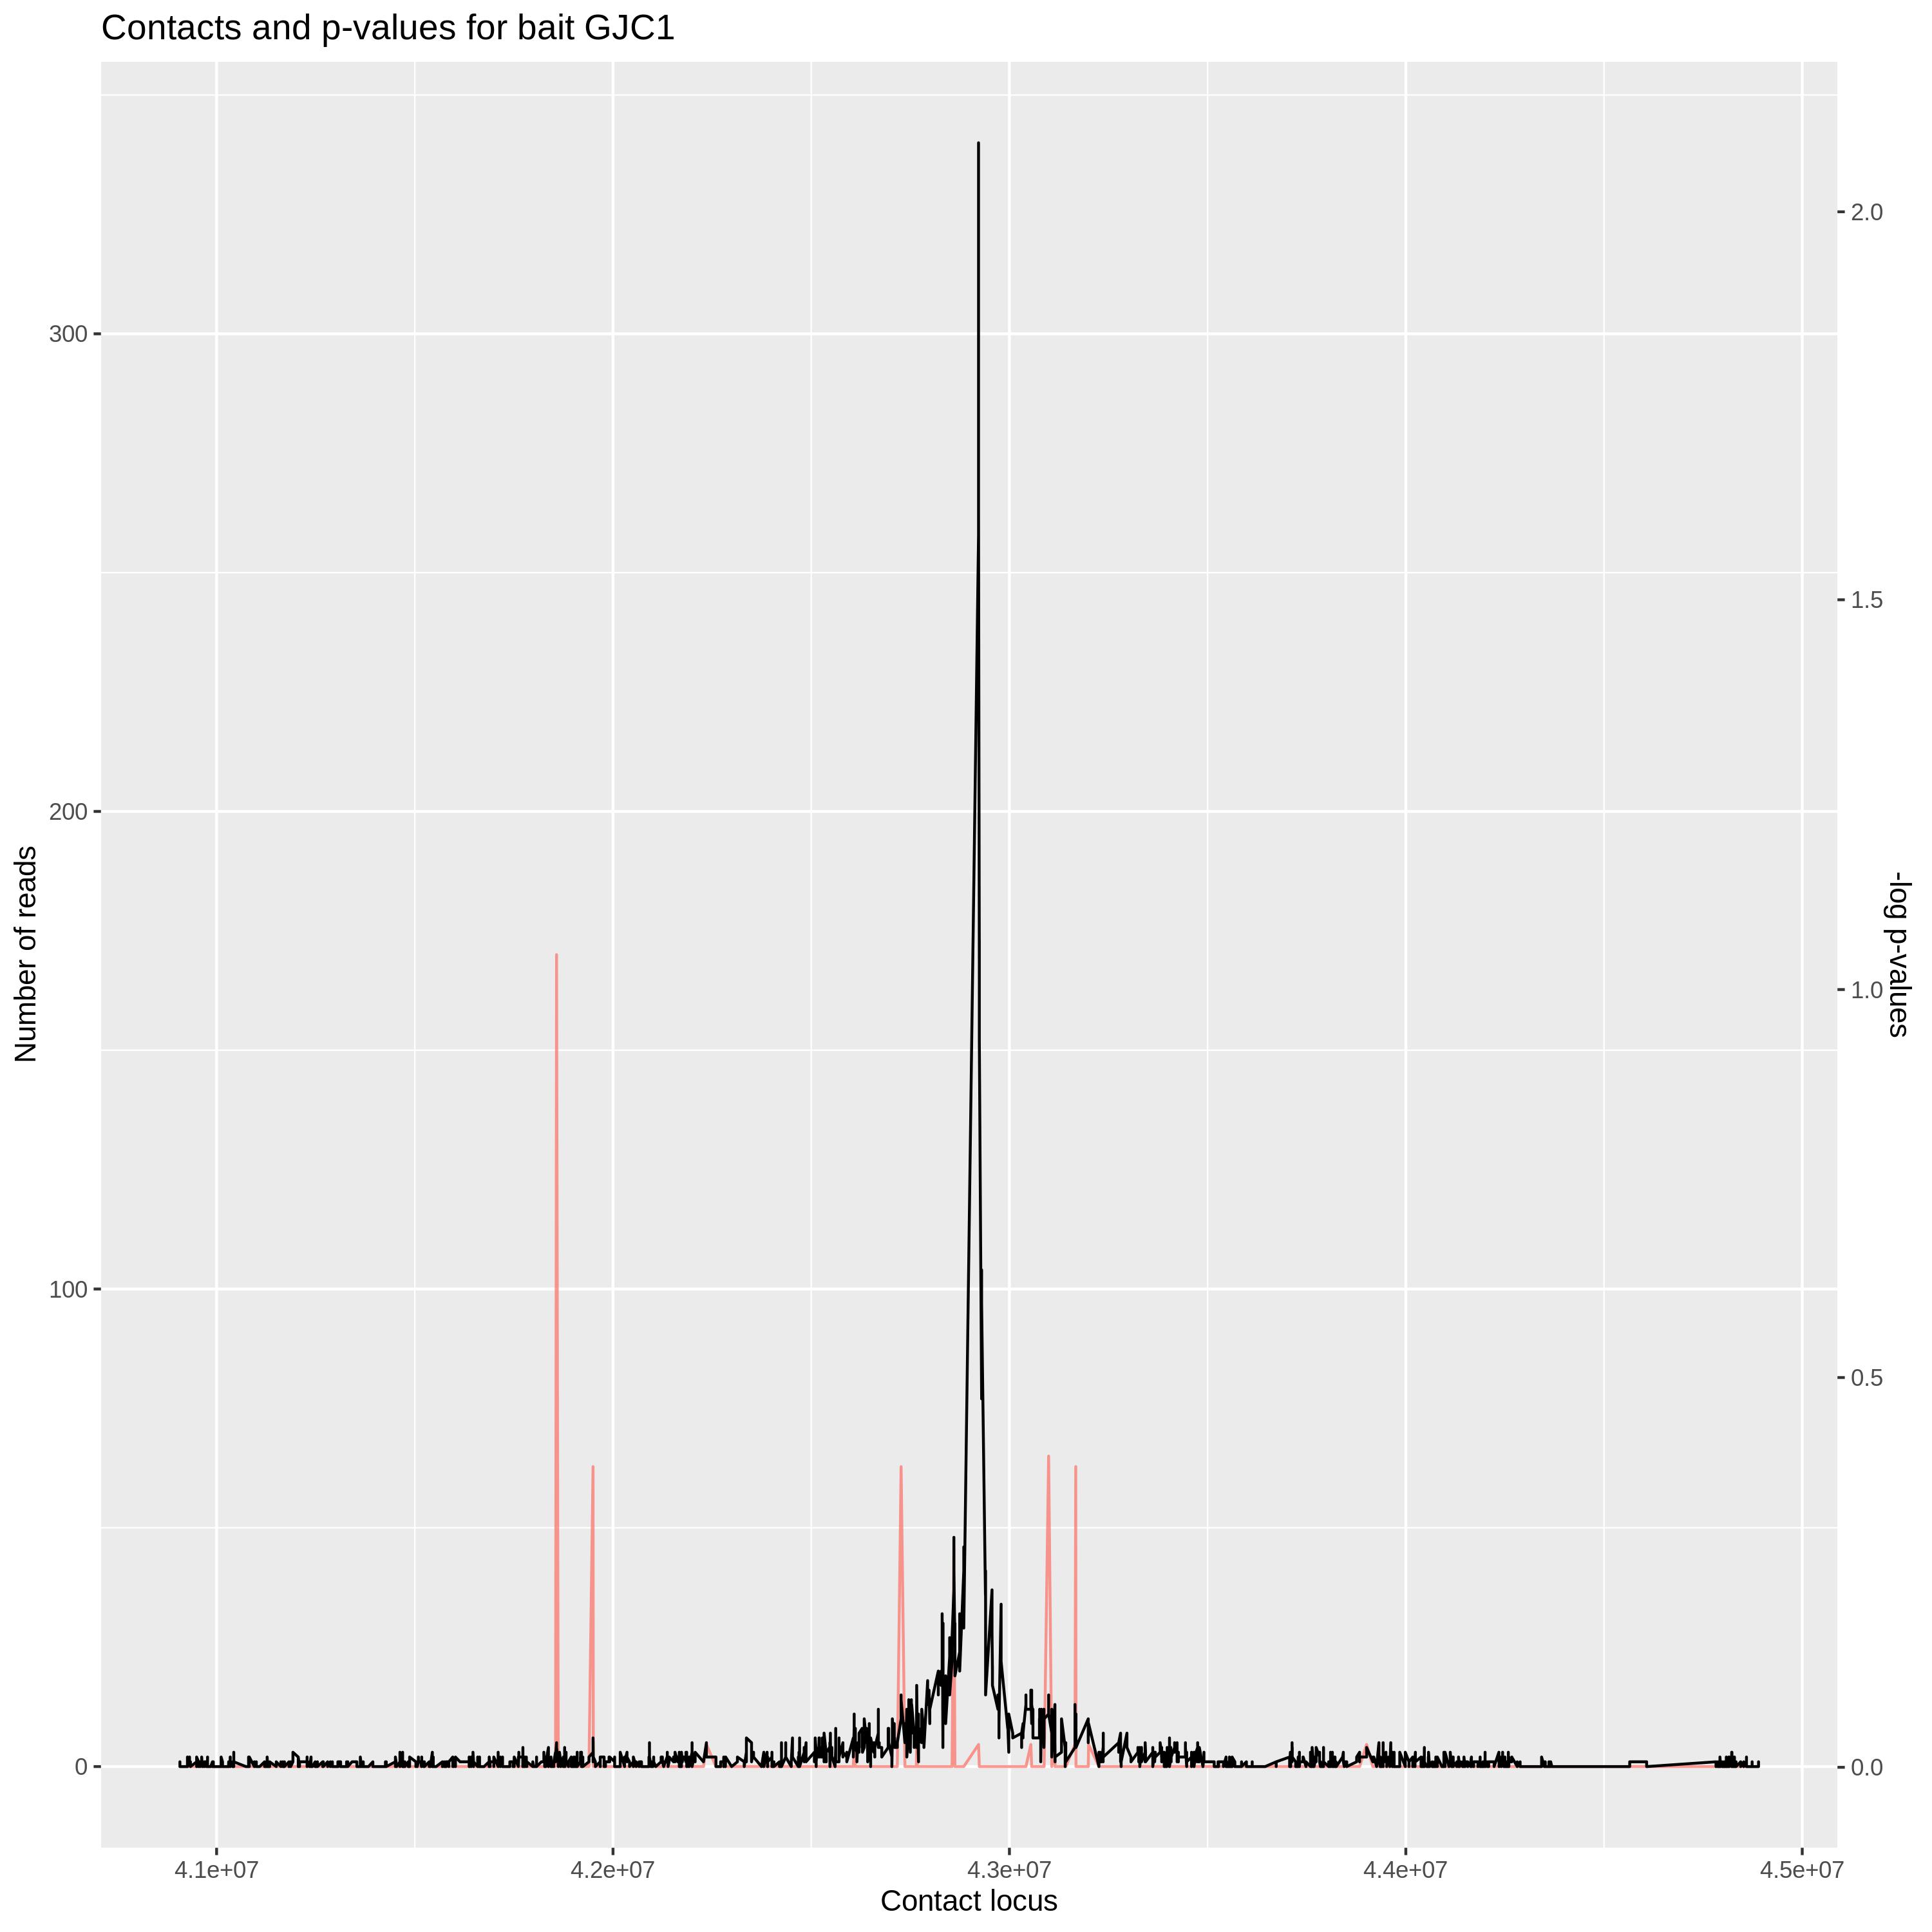 Contacts and p-values for bait GJC1
Number of reads
300
200
100
0
2.0
1.5
1.0
0.5
0.0
-log p-values
4.1e+07
4.2e+07
4.3e+07
4.4e+07
4.5e+07
Contact locus